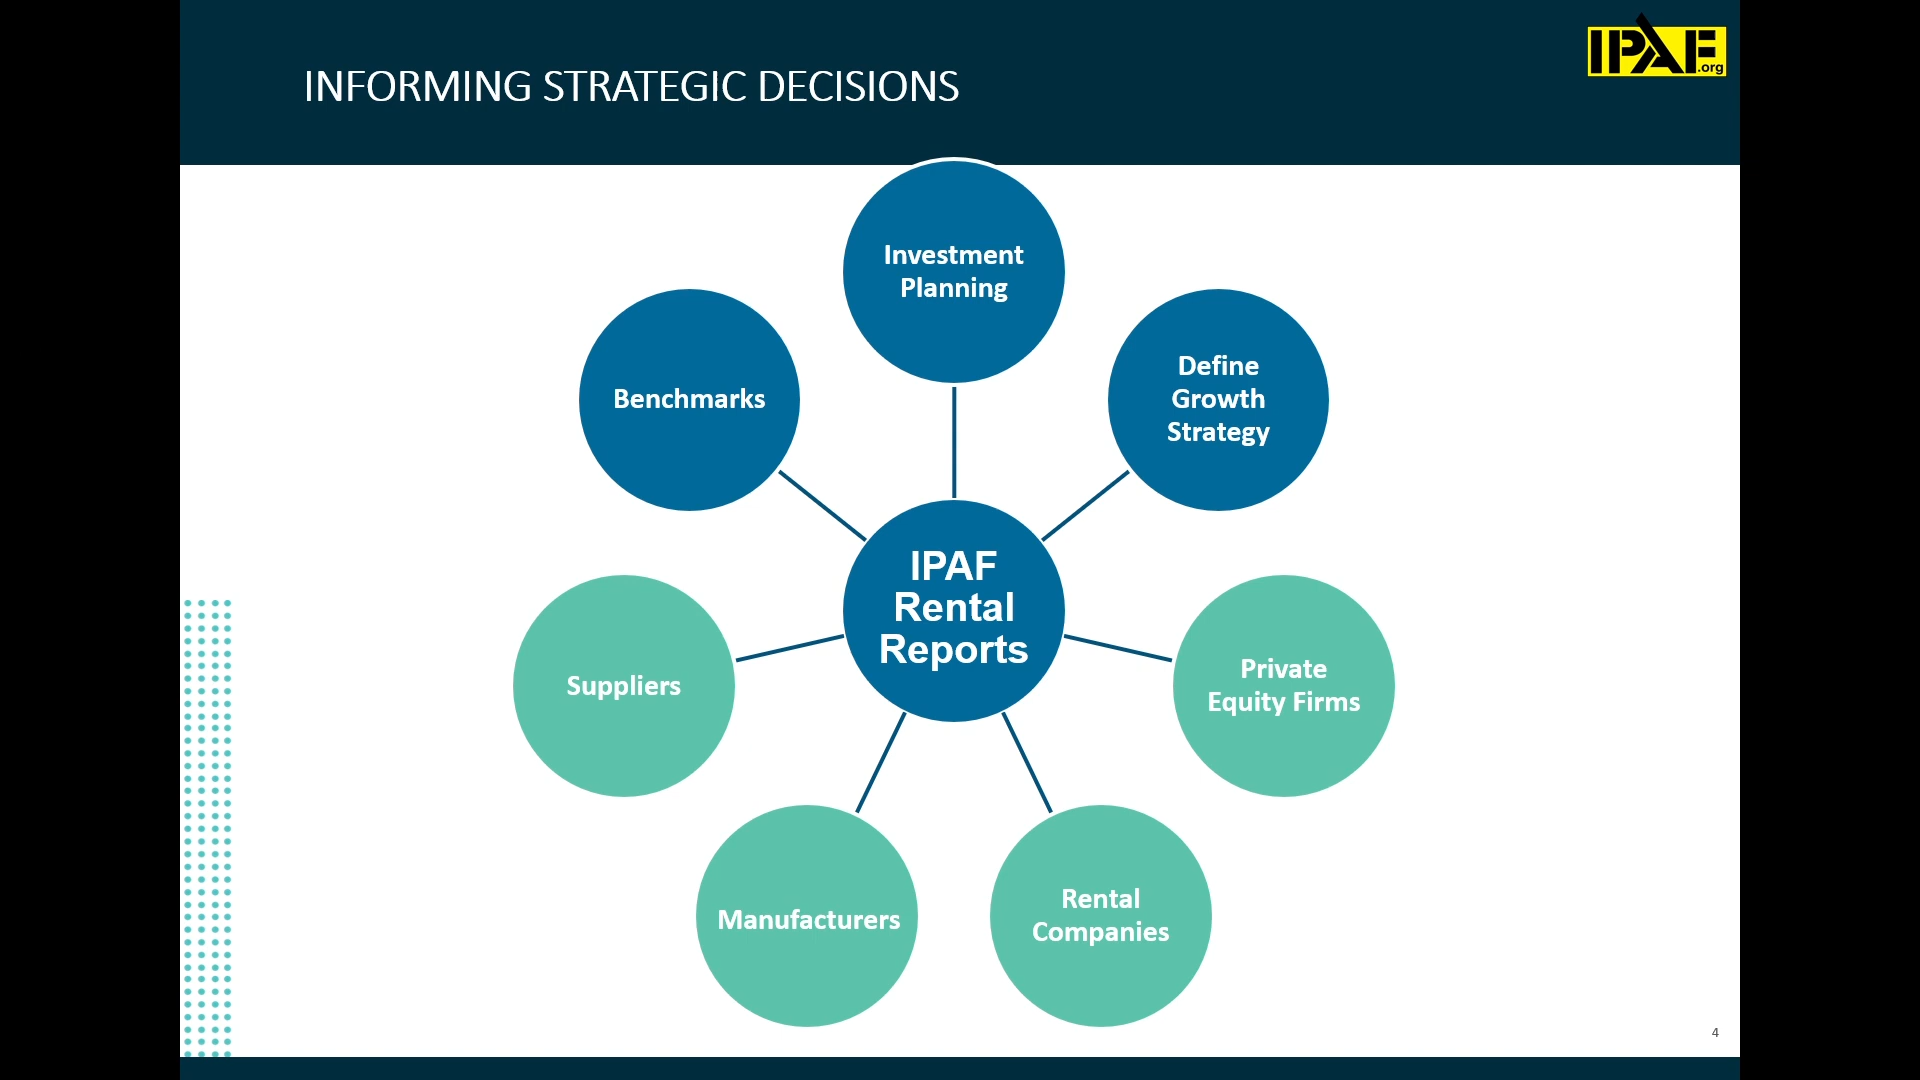 IPAF
.org
INFORMING STRATEGIC DECISIONS
Investment
Planning
Define
Growth
Strategy
Benchmarks
IPAF
Rental
Reports
Private
Equity Firms
Suppliers
Rental
Companies
Manufacturers
4